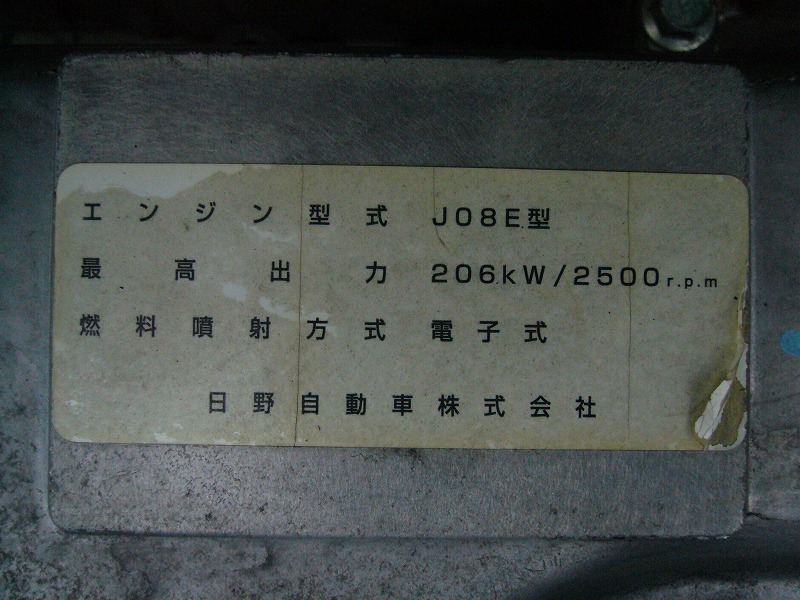 エンジン型式 J08E型
最高出力 206kW/2500r.p.m
燃料噴射方式 電子式
日野自動車株式会社